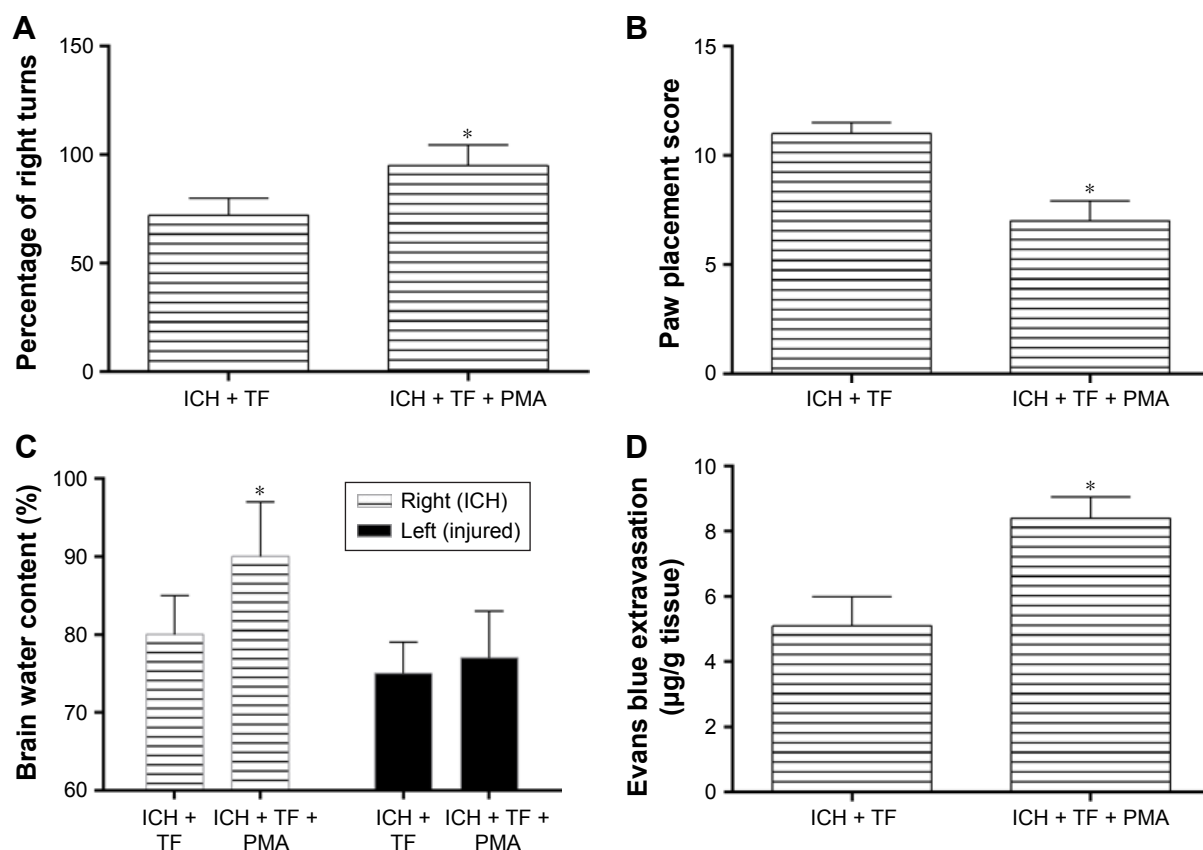 A
Percentage of right turns
150
100
50
0
*
ICH + TF
ICH + TF + PMA
B
Paw placement score
15
10
5
0
*
ICH + TF
ICH + TF + PMA
C
Brain water content (%)
100
90
80
70
60
*
Right (ICH)
Left (injured)
ICH +
TF
ICH + TF +
PMA
ICH +
TF
ICH + TF +
PMA
D
Evans blue extravasation
(µg/g tissue)
10
8
6
4
2
0
*
ICH + TF
ICH + TF + PMA